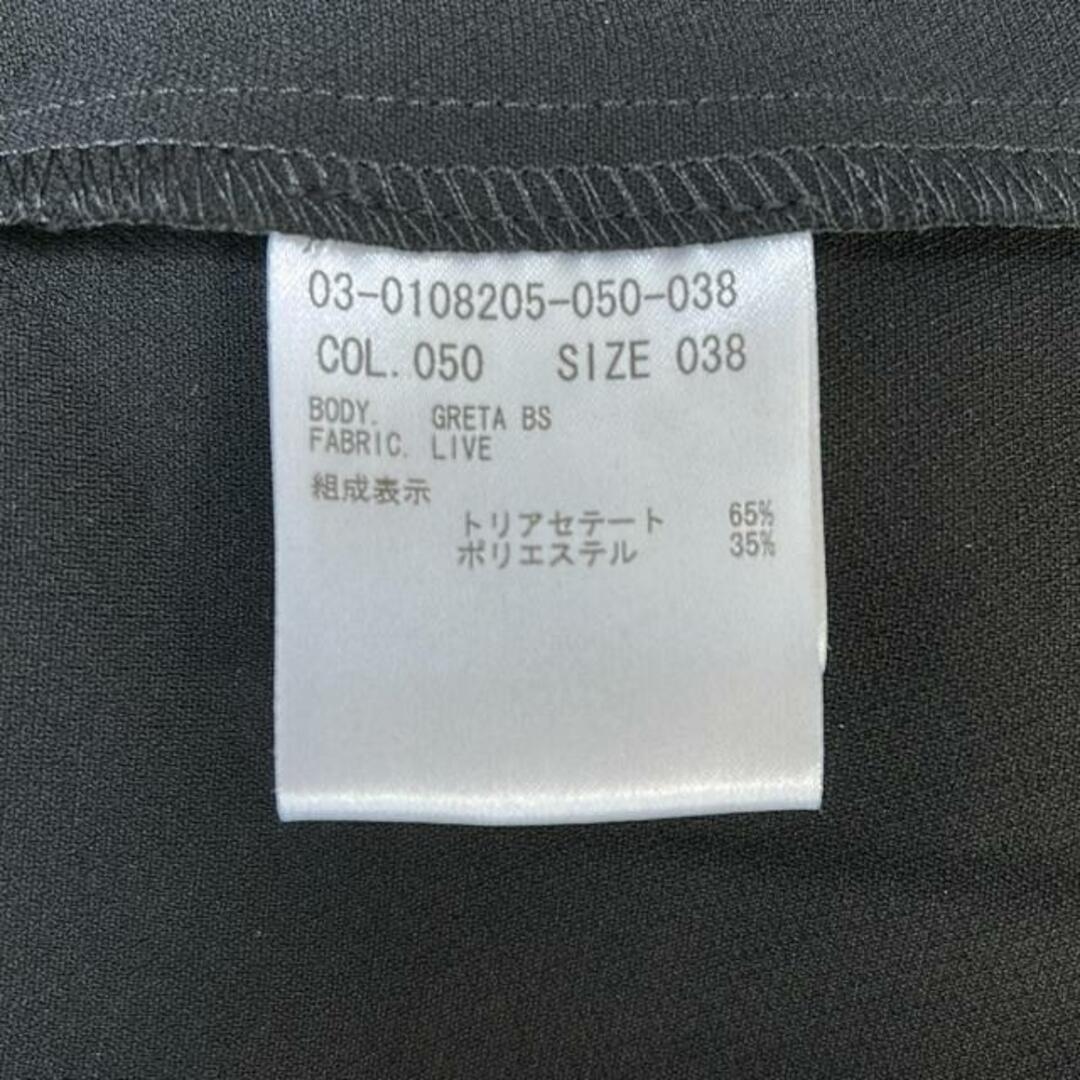 03-0108205-050-038
COL. 050 SIZE 038
BODY. GRETA BS
FABRIC. LIVE
組成表示
トリアセテート 65%
ポリエステル 35%